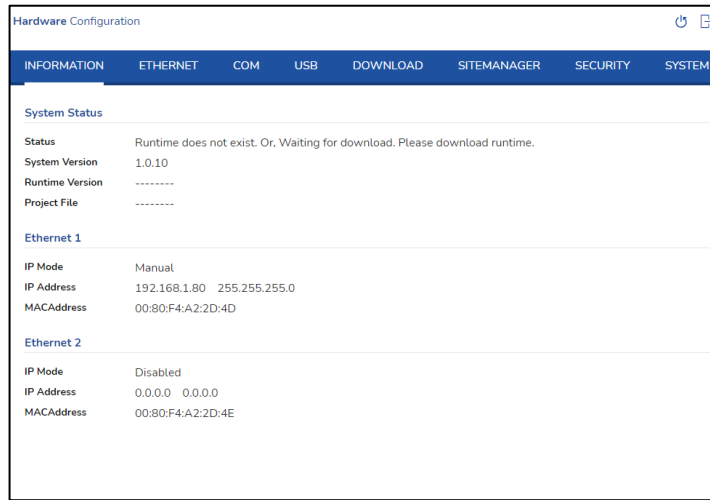 Hardware Configuration
INFORMATION ETHERNET COM USB DOWNLOAD SITEMANAGER SECURITY SYSTEM
System Status
Status Runtime does not exist. Or, Waiting for download. Please download runtime.
System Version 1.0.10
Runtime Version --------
Project File --------
Ethernet 1
IP Mode Manual
IP Address 192.168.1.80 255.255.255.0
MACAddress 00:80:F4:A2:2D:4D
Ethernet 2
IP Mode Disabled
IP Address 0.0.0.0 0.0.0.0
MACAddress 00:80:F4:A2:2D:4E